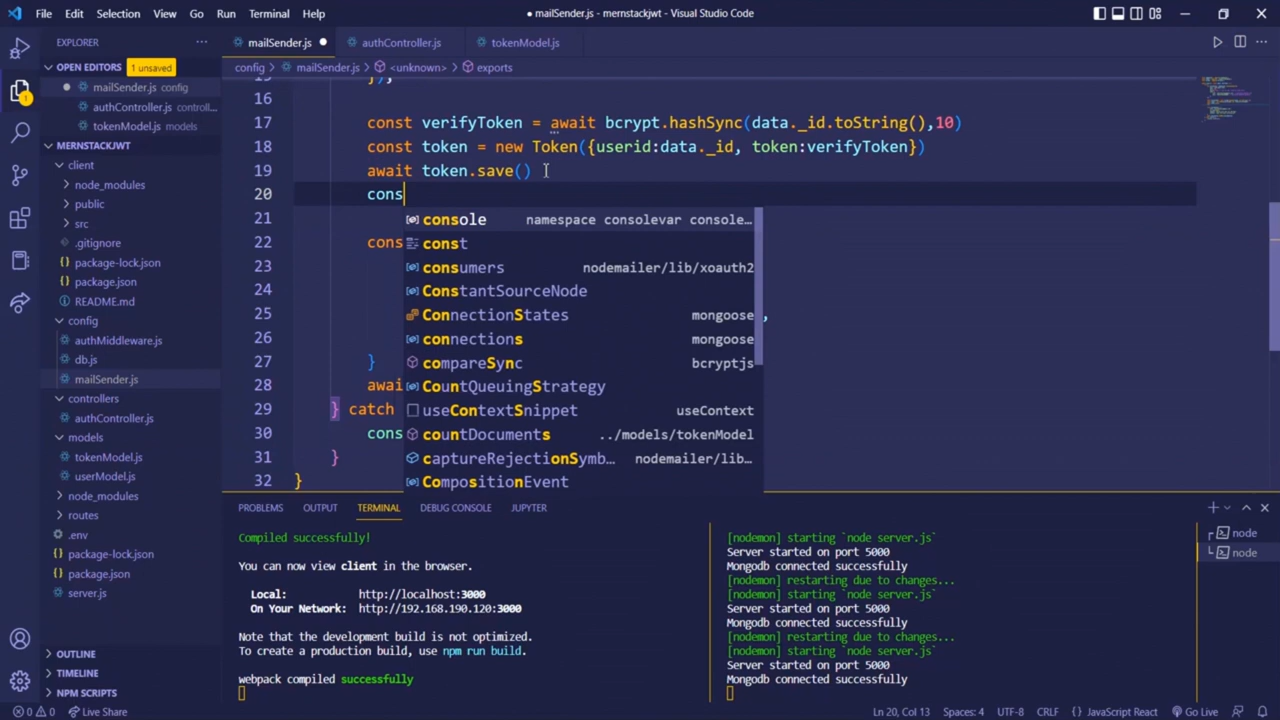 File Edit Selection View Go Run Terminal Help
● mailSender.js - mernstackjwt - Visual Studio Code
EXPLORER
OPEN EDITORS 1 unsaved
mailSender.js config
authController.js controll...
tokenModel.js models
MERNSTACKJWT
client
node_modules
public
src
.gitignore
package-lock.json
package.json
README.md
config
authMiddleware.js
db.js
mailSender.js
controllers
authController.js
models
tokenModel.js
userModel.js
node_modules
routes
.env
package-lock.json
package.json
server.js
OUTLINE
TIMELINE
NPM SCRIPTS
mailSender.js authController.js tokenModel.js
config > mailSender.js > <unknown> > exports
15 });
16
17 const verifyToken = await bcrypt.hashSync(data._id.toString(),10)
18 const token = new Token({userid:data._id, token:verifyToken})
19 await token.save()
20 cons
21
22 cons
23
24
25 ,
26
27 }
28 awai
29 } catch
30 cons
31 }
32 }
console namespace consolevar console...
const
consumers nodemailer/lib/xoauth2
ConstantSourceNode
ConnectionStates mongoose
connections mongoose
compareSync bcryptjs
CountQueuingStrategy
useContextSnippet useContext
countDocuments ../models/tokenModel
captureRejectionSymb... nodemailer/lib...
CompositionEvent
PROBLEMS OUTPUT TERMINAL DEBUG CONSOLE JUPYTER
Compiled successfully!
You can now view client in the browser.
Local: http://localhost:3000
On Your Network: http://192.168.190.120:3000
Note that the development build is not optimized.
To create a production build, use npm run build.
webpack compiled successfully
[nodemon] starting `node server.js`
Server started on port 5000
Mongodb connected successfully
[nodemon] restarting due to changes...
[nodemon] starting `node server.js`
Server started on port 5000
Mongodb connected successfully
[nodemon] restarting due to changes...
[nodemon] starting `node server.js`
Server started on port 5000
Mongodb connected successfully
node
node
0 0 Live Share
Ln 20, Col 13 Spaces: 4 UTF-8 CRLF {} JavaScript React Go Live